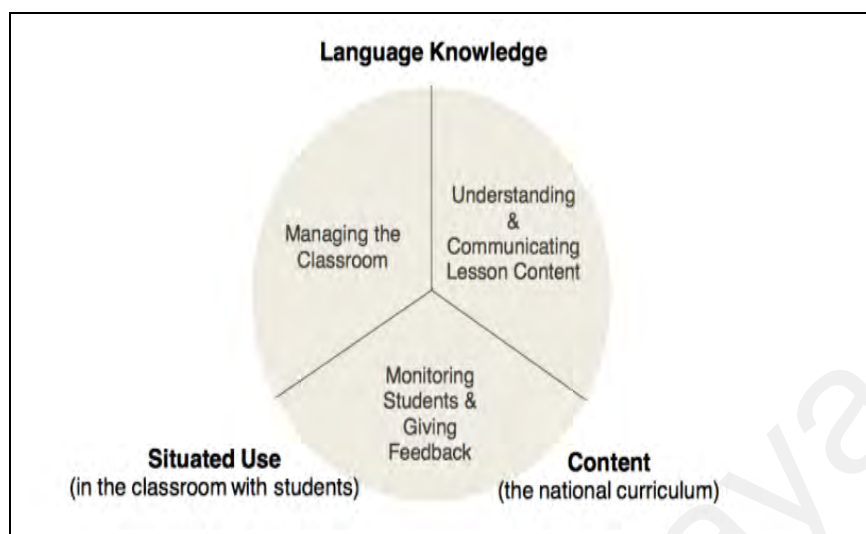 Language Knowledge
Managing the
Classroom
Understanding
&
Communicating
Lesson Content
Monitoring
Students &
Giving
Feedback
Situated Use
(in the classroom with students)
Content
(the national curriculum)